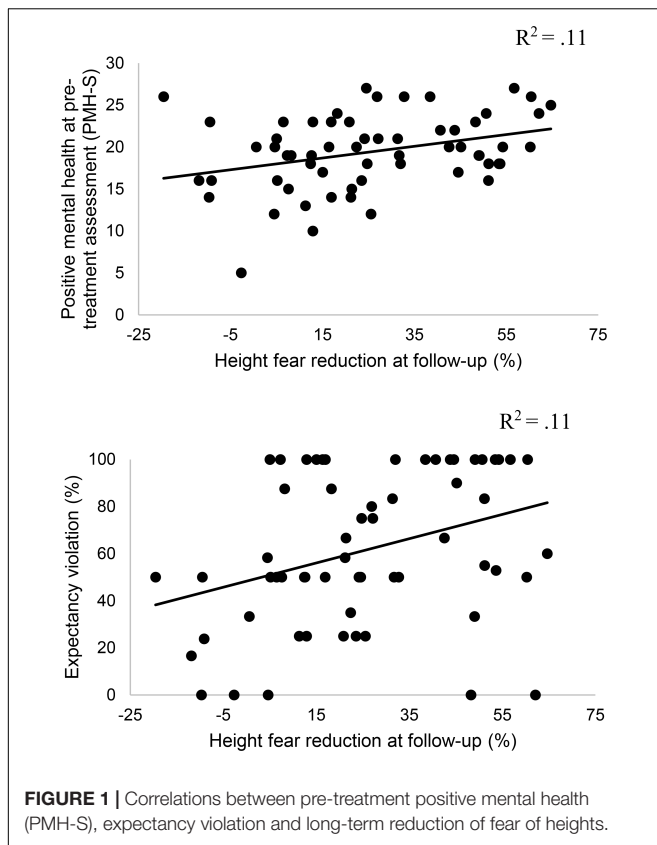 R² = .11
Positive mental health at pre-
treatment assessment (PMH-S)
30
25
20
15
10
5
0
-25 -5 15 35 55 75
Height fear reduction at follow-up (%)
R² = .11
Expectancy violation (%)
100
80
60
40
20
0
-25 -5 15 35 55 75
Height fear reduction at follow-up (%)
FIGURE 1 | Correlations between pre-treatment positive mental health
(PMH-S), expectancy violation and long-term reduction of fear of heights.